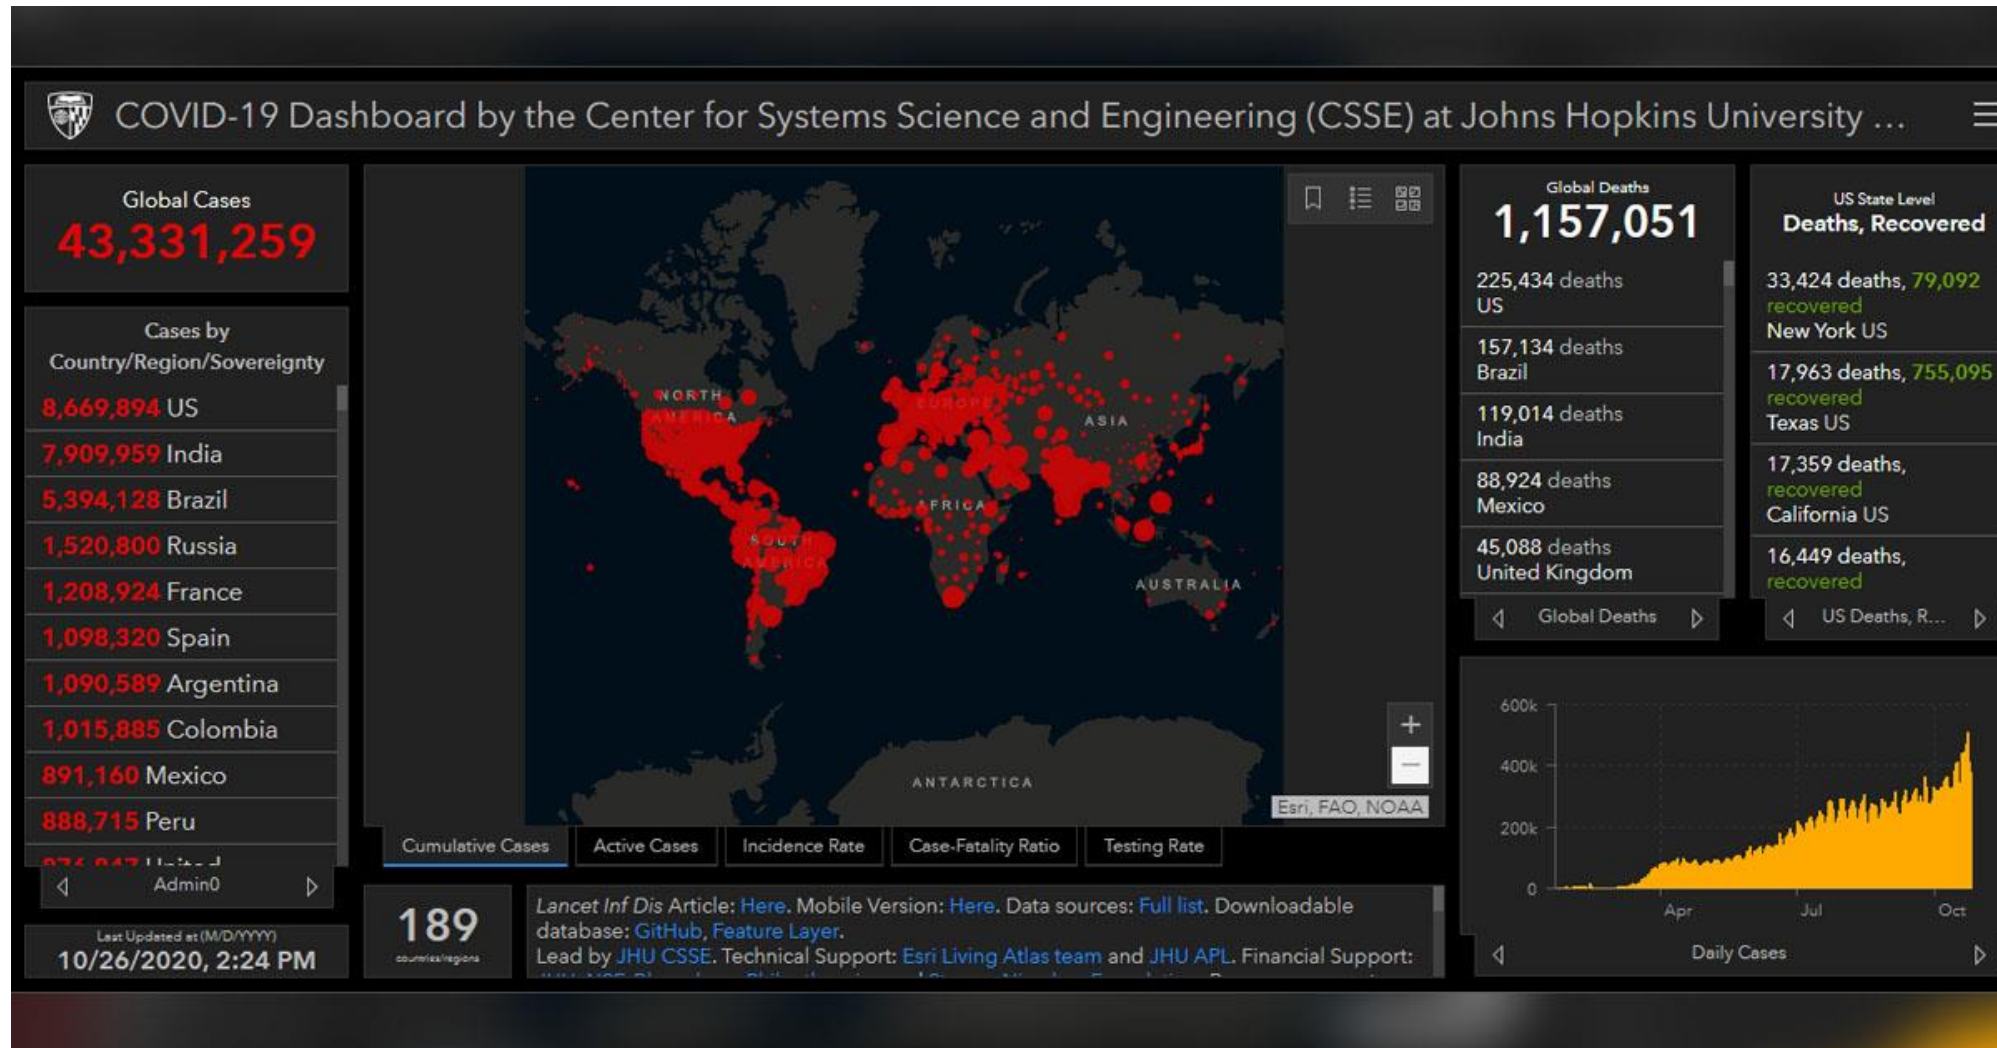 COVID-19 Dashboard by the Center for Systems Science and Engineering (CSSE) at Johns Hopkins University ...
Global Cases
43,331,259
Cases by
Country/Region/Sovereignty
8,669,894 US
7,909,959 India
5,394,128 Brazil
1,520,800 Russia
1,208,924 France
1,098,320 Spain
1,090,589 Argentina
1,015,885 Colombia
891,160 Mexico
888,715 Peru
Admin0
Last Updated at (M/D/YYYY)
10/26/2020, 2:24 PM
NORTH
AMERICA
SOUTH
AMERICA
EUROPE
AFRICA
ASIA
AUSTRALIA
ANTARCTICA
+
−
Esri, FAO, NOAA
Cumulative Cases
Active Cases
Incidence Rate
Case-Fatality Ratio
Testing Rate
189
countries/regions
Lancet Inf Dis Article: Here. Mobile Version: Here. Data sources: Full list. Downloadable
database: GitHub, Feature Layer.
Lead by JHU CSSE. Technical Support: Esri Living Atlas team and JHU APL. Financial Support:
Global Deaths
1,157,051
225,434 deaths
US
157,134 deaths
Brazil
119,014 deaths
India
88,924 deaths
Mexico
45,088 deaths
United Kingdom
Global Deaths
US State Level
Deaths, Recovered
33,424 deaths, 79,092
recovered
New York US
17,963 deaths, 755,095
recovered
Texas US
17,359 deaths,
recovered
California US
16,449 deaths,
recovered
US Deaths, R...
600k
400k
200k
0
Apr
Jul
Oct
Daily Cases